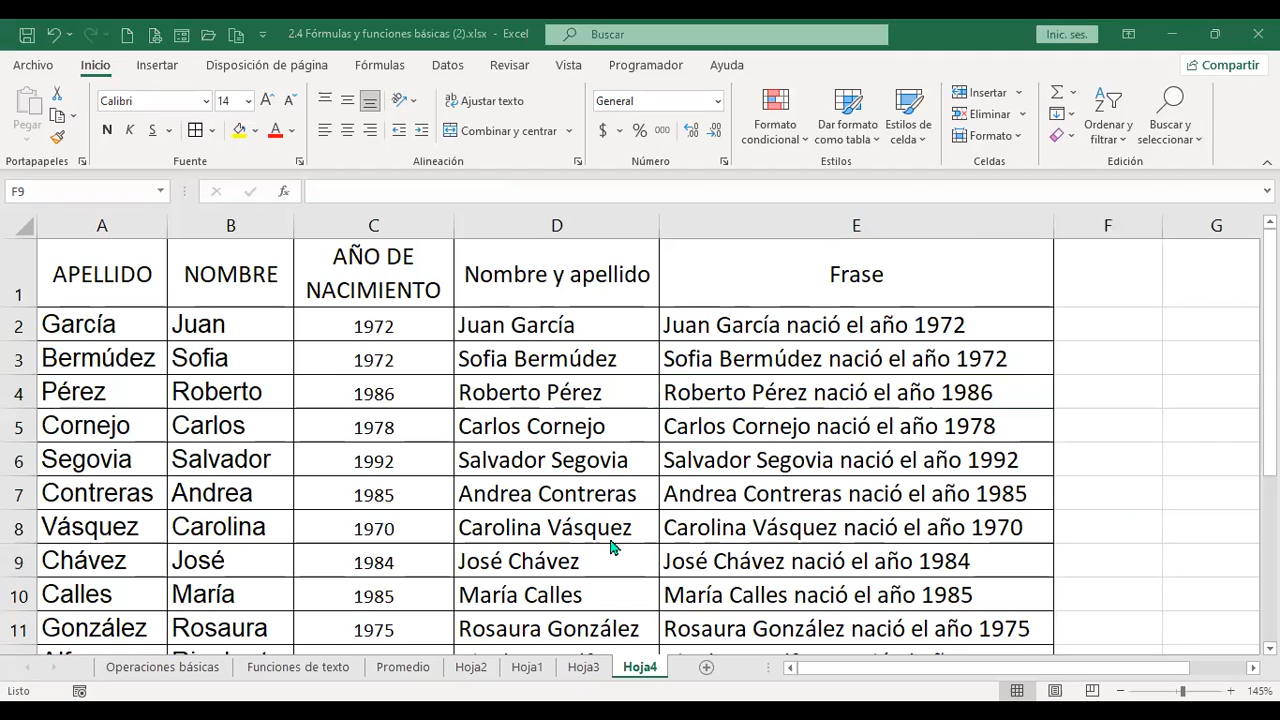 2.4 Fórmulas y funciones básicas (2).xlsx - Excel
Buscar
Inic. ses.
Archivo Inicio Insertar Disposición de página Fórmulas Datos Revisar Vista Programador Ayuda
Compartir
Pegar
Calibri 14
N K S
Ajustar texto
Combinar y centrar
General
$ % 000
Formato condicional
Dar formato como tabla
Estilos de celda
Insertar
Eliminar
Formato
Ordenar y filtrar
Buscar y seleccionar
Portapapeles Fuente Alineación Número Estilos Celdas Edición
F9 fx
A B C D E F G
1 APELLIDO NOMBRE AÑO DE NACIMIENTO Nombre y apellido Frase
2 García Juan 1972 Juan García Juan García nació el año 1972
3 Bermúdez Sofia 1972 Sofia Bermúdez Sofia Bermúdez nació el año 1972
4 Pérez Roberto 1986 Roberto Pérez Roberto Pérez nació el año 1986
5 Cornejo Carlos 1978 Carlos Cornejo Carlos Cornejo nació el año 1978
6 Segovia Salvador 1992 Salvador Segovia Salvador Segovia nació el año 1992
7 Contreras Andrea 1985 Andrea Contreras Andrea Contreras nació el año 1985
8 Vásquez Carolina 1970 Carolina Vásquez Carolina Vásquez nació el año 1970
9 Chávez José 1984 José Chávez José Chávez nació el año 1984
10 Calles María 1985 María Calles María Calles nació el año 1985
11 González Rosaura 1975 Rosaura González Rosaura González nació el año 1975
Operaciones básicas Funciones de texto Promedio Hoja2 Hoja1 Hoja3 Hoja4
Listo
145%